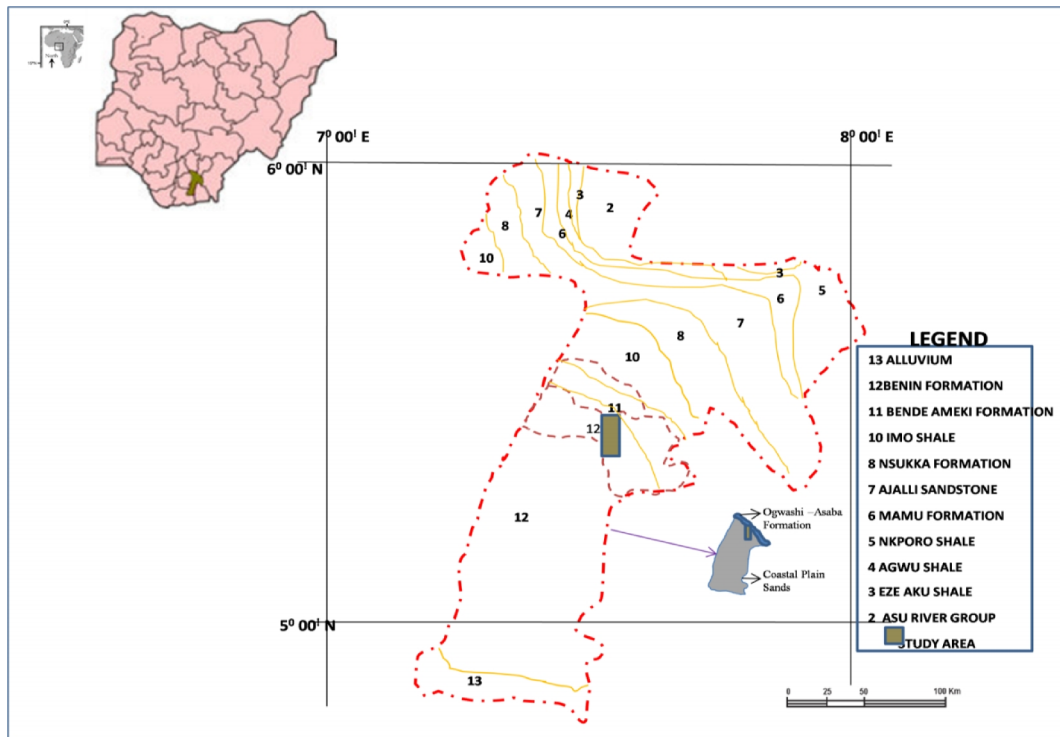 North
7⁰ 00ˡ E
8⁰ 00ˡ E
6⁰ 00ˡ N
3
2
7
4
8
6
10
3
5
6
7
8
10
11
12
12
5⁰ 00ˡ N
13
Ogwashi –Asaba
Formation
Coastal Plain
Sands
LEGEND
13 ALLUVIUM
12BENIN FORMATION
11 BENDE AMEKI FORMATION
10 IMO SHALE
8 NSUKKA FORMATION
7 AJALLI SANDSTONE
6 MAMU FORMATION
5 NKPORO SHALE
4 AGWU SHALE
3 EZE AKU SHALE
2 ASU RIVER GROUP
STUDY AREA
0 25 50 100 Km